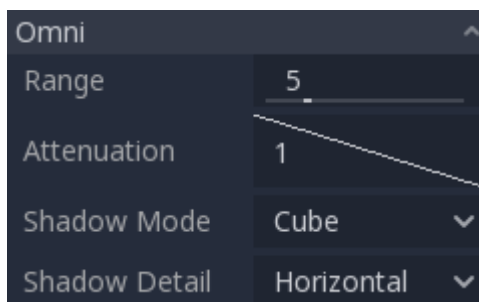 Omni
Range 5
Attenuation 1
Shadow Mode Cube
Shadow Detail Horizontal